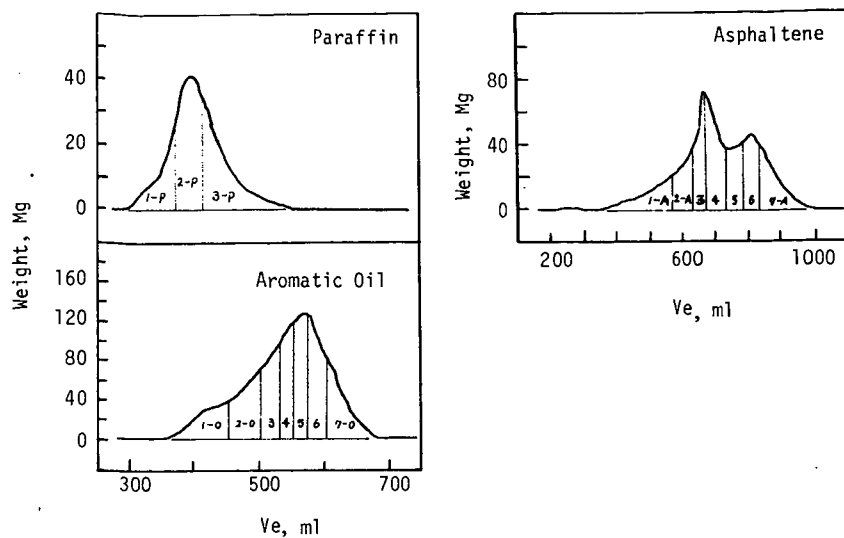 Paraffin
Weight, Mg
40
20
0
1-P 2-P 3-P
Aromatic Oil
160
120
80
40
0
1-O 2-O 3 4 5 6 7-O
300 500 700
Ve, ml
Asphaltene
Weight, Mg
80
40
0
1-A 2-A 3 4 5 6 7-A
200 600 1000
Ve, ml